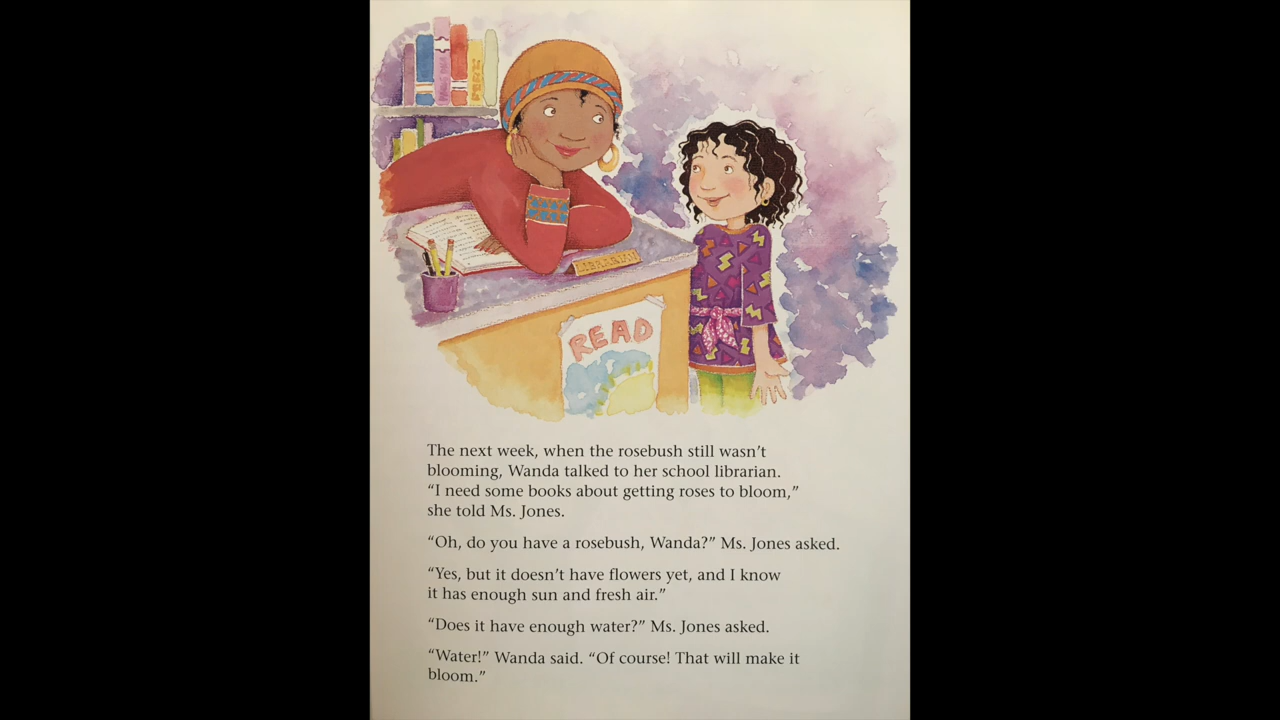 LIBRARIAN
READ
The next week, when the rosebush still wasn’t
blooming, Wanda talked to her school librarian.
“I need some books about getting roses to bloom,”
she told Ms. Jones.
“Oh, do you have a rosebush, Wanda?” Ms. Jones asked.
“Yes, but it doesn’t have flowers yet, and I know
it has enough sun and fresh air.”
“Does it have enough water?” Ms. Jones asked.
“Water!” Wanda said. “Of course! That will make it
bloom.”